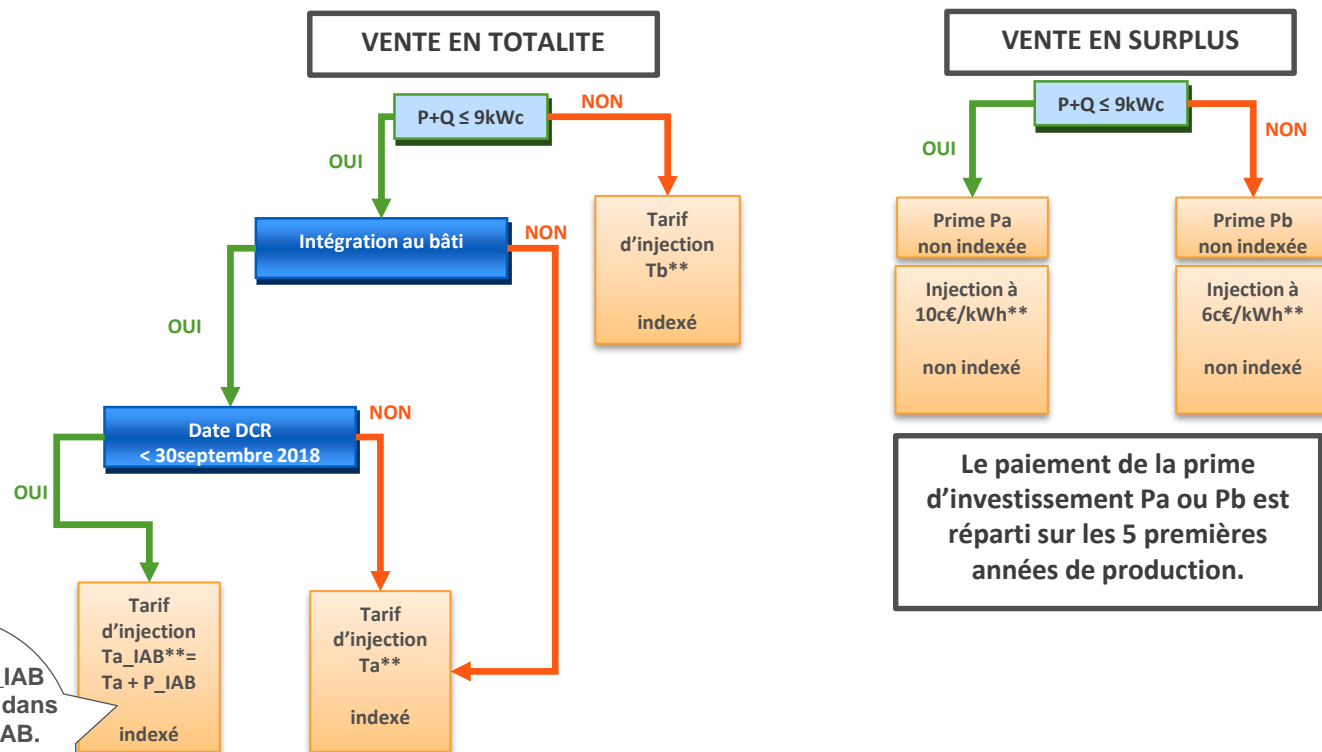 VENTE EN TOTALITE
P+Q ≤ 9kWc
NON
OUI
Intégration au bâti
NON
Tarif
d'injection
Tb**
indexé
OUI
Date DCR
< 30septembre 2018
NON
OUI
Tarif
d'injection
Ta_IAB**=
Ta + P_IAB
indexé
Tarif
d'injection
Ta**
indexé
_IAB
dans
AB.
VENTE EN SURPLUS
P+Q ≤ 9kWc
OUI
NON
Prime Pa
non indexée
Injection à
10c€/kWh**
non indexé
Prime Pb
non indexée
Injection à
6c€/kWh**
non indexé
Le paiement de la prime
d'investissement Pa ou Pb est
réparti sur les 5 premières
années de production.